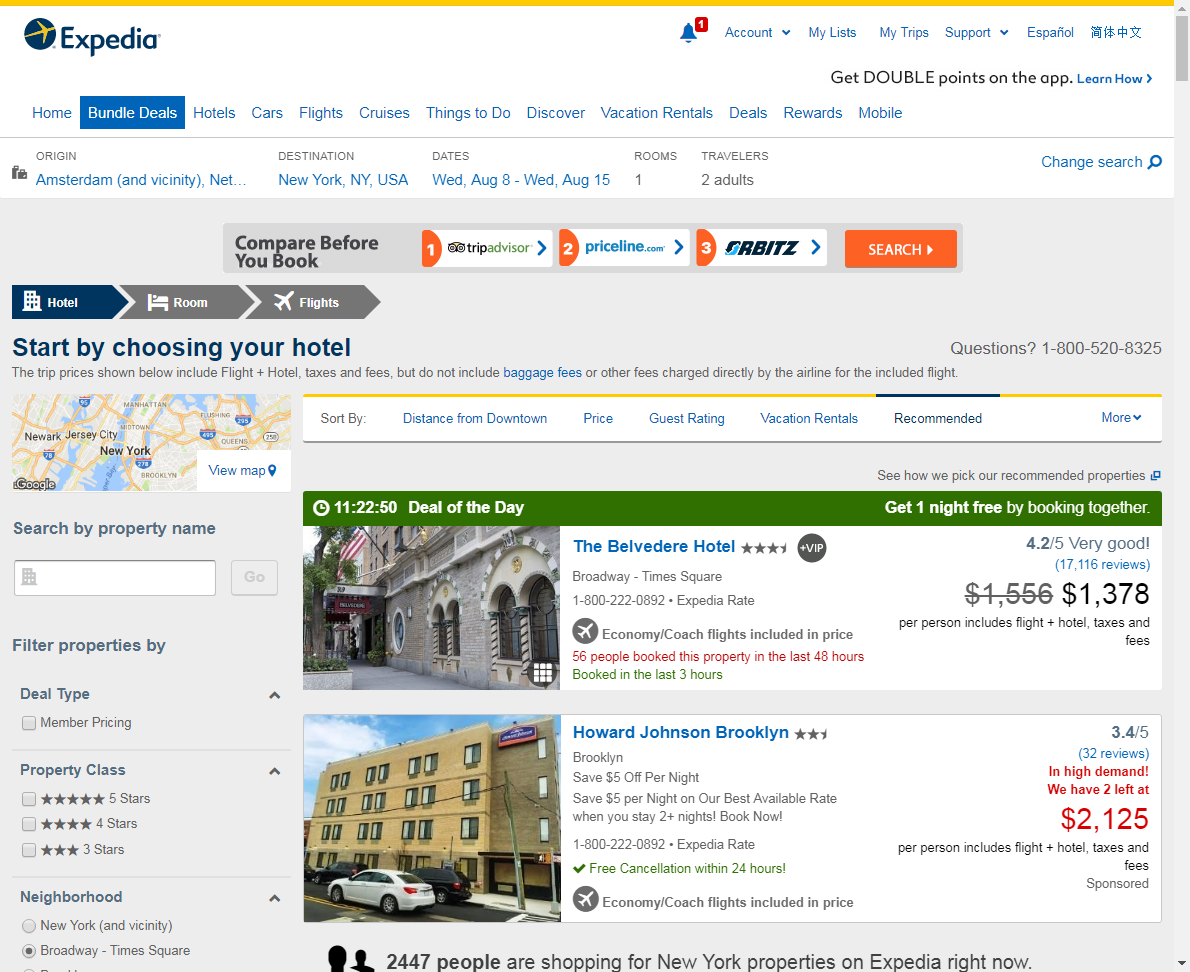 Expedia
1
Account
My Lists
My Trips
Support
Español
简体中文
Get DOUBLE points on the app. Learn How
Home
Bundle Deals
Hotels
Cars
Flights
Cruises
Things to Do
Discover
Vacation Rentals
Deals
Rewards
Mobile
ORIGIN
Amsterdam (and vicinity), Net...
DESTINATION
New York, NY, USA
DATES
Wed, Aug 8 - Wed, Aug 15
ROOMS
1
TRAVELERS
2 adults
Change search
Compare Before
You Book
1 tripadvisor
2 priceline.com
3 ORBITZ
SEARCH
Hotel
Room
Flights
Start by choosing your hotel
Questions? 1-800-520-8325
The trip prices shown below include Flight + Hotel, taxes and fees, but do not include baggage fees or other fees charged directly by the airline for the included flight.
MANHATTAN
95
FLUSHING
295
Newark
Jersey City
MIDTOWN
495
QUEENS
258
78
New York
278
BROOKLYN
Google
View map
Sort By:
Distance from Downtown
Price
Guest Rating
Vacation Rentals
Recommended
More
See how we pick our recommended properties
Search by property name
Go
Filter properties by
Deal Type
Member Pricing
Property Class
5 Stars
4 Stars
3 Stars
Neighborhood
New York (and vicinity)
Broadway - Times Square
11:22:50 Deal of the Day
Get 1 night free by booking together.
BELVEDERE
The Belvedere Hotel
+VIP
Broadway - Times Square
1-800-222-0892 • Expedia Rate
Economy/Coach flights included in price
56 people booked this property in the last 48 hours
Booked in the last 3 hours
4.2/5 Very good!
(17,116 reviews)
$1,556 $1,378
per person includes flight + hotel, taxes and
fees
Howard Johnson Brooklyn
Brooklyn
Save $5 Off Per Night
Save $5 per Night on Our Best Available Rate
when you stay 2+ nights! Book Now!
1-800-222-0892 • Expedia Rate
Free Cancellation within 24 hours!
Economy/Coach flights included in price
3.4/5
(32 reviews)
In high demand!
We have 2 left at
$2,125
per person includes flight + hotel, taxes and
fees
Sponsored
2447 people are shopping for New York properties on Expedia right now.